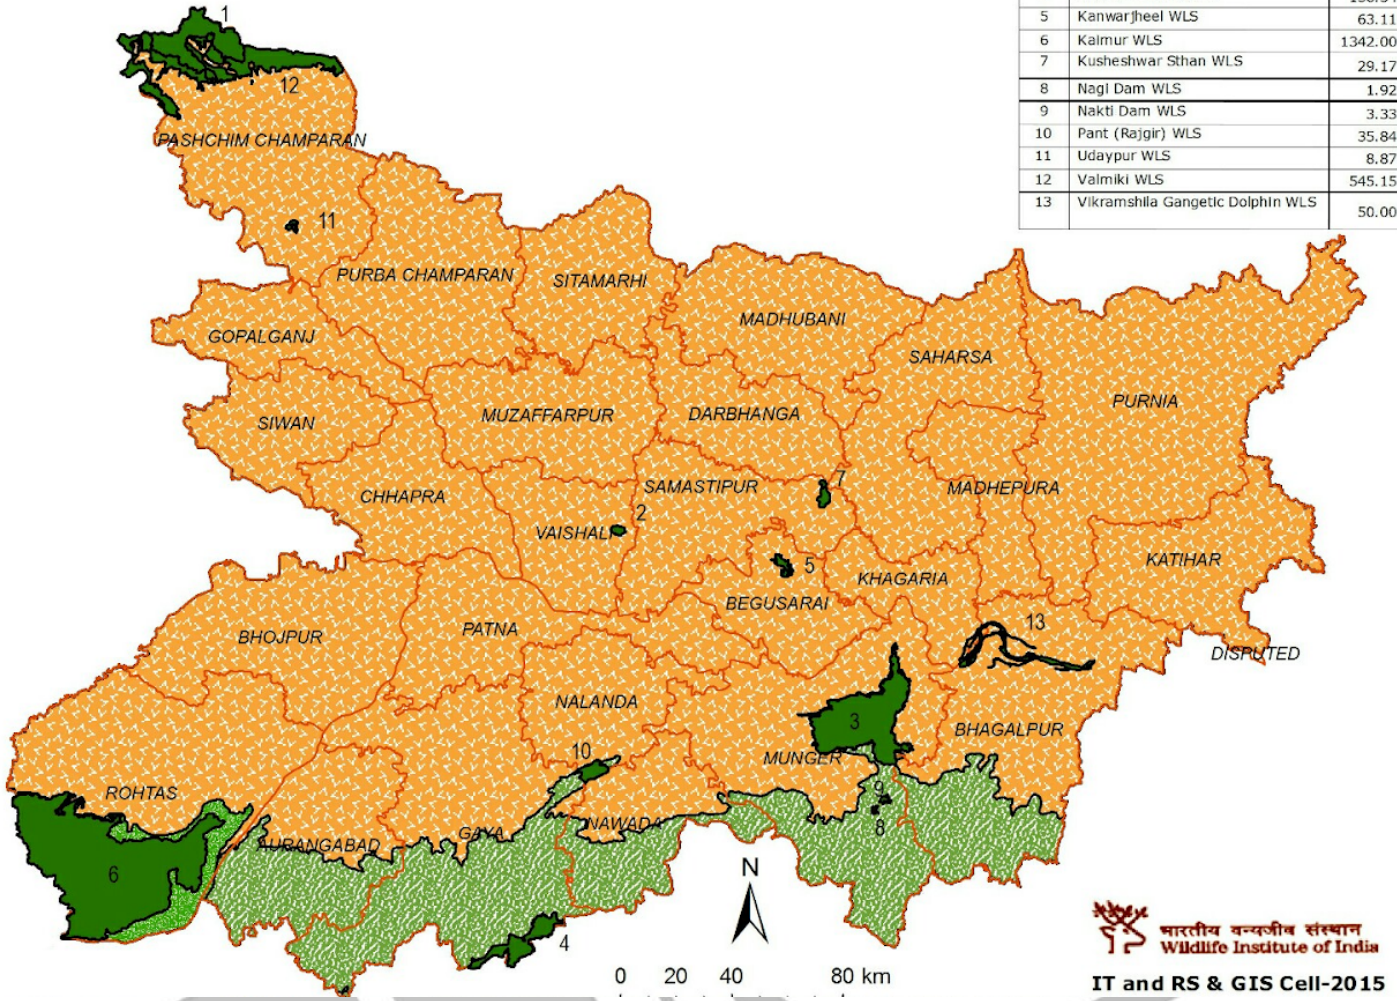 5 Kanwarjheel WLS 63.11
6 Kaimur WLS 1342.00
7 Kusheshwar Sthan WLS 29.17
8 Nagi Dam WLS 1.92
9 Nakti Dam WLS 3.33
10 Pant (Rajgir) WLS 35.84
11 Udaypur WLS 8.87
12 Valmiki WLS 545.15
13 Vikramshila Gangetic Dolphin WLS 50.00
1
12
PASHCHIM CHAMPARAN
11
PURBA CHAMPARAN
SITAMARHI
MADHUBANI
GOPALGANJ
SAHARSA
PURNIA
SIWAN
MUZAFFARPUR
DARBHANGA
CHHAPRA
SAMASTIPUR
7
MADHEPURA
VAISHALI
2
5
KHAGARIA
KATIHAR
BEGUSARAI
BHOJPUR
PATNA
13
DISPUTED
NALANDA
3
BHAGALPUR
10
MUNGER
ROHTAS
9
8
AURANGABAD
GAYA
NAWADA
6
N
4
0 20 40 80 km
भारतीय वन्यजीव संस्थान
Wildlife Institute of India
IT and RS & GIS Cell-2015